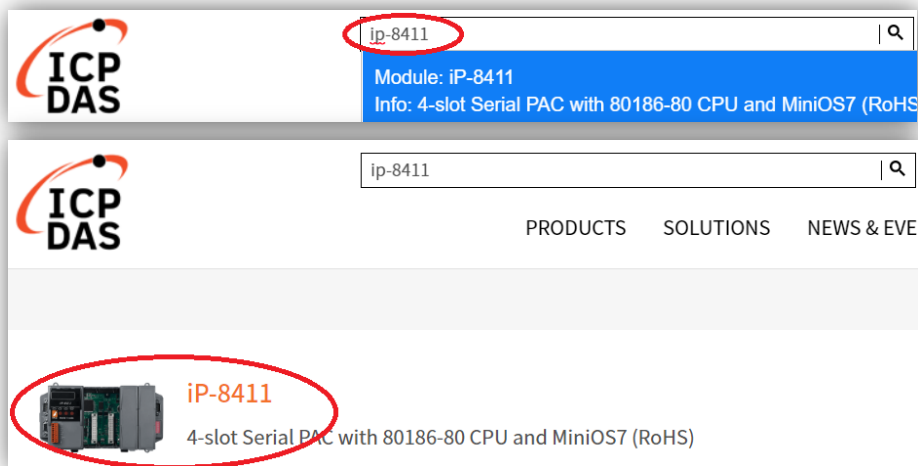 ICP
DAS
ip-8411
Module: iP-8411
Info: 4-slot Serial PAC with 80186-80 CPU and MiniOS7 (RoHS
ICP
DAS
ip-8411
PRODUCTS SOLUTIONS NEWS & EVE
iP-8411
4-slot Serial PAC with 80186-80 CPU and MiniOS7 (RoHS)